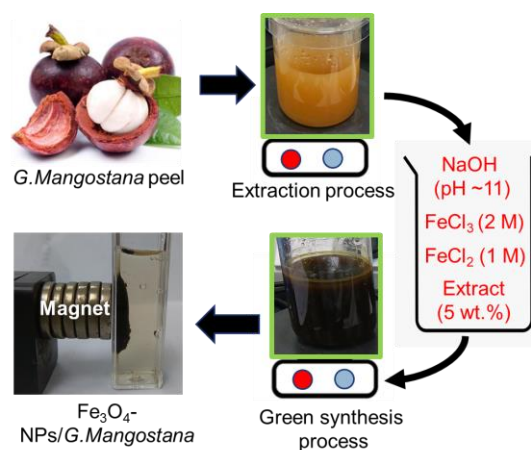 G.Mangostana peel
Extraction process
NaOH
(pH ~11)
FeCl₃ (2 M)
FeCl₂ (1 M)
Extract
(5 wt.%)
Green synthesis
process
Magnet
Fe₃O₄-
NPs/G.Mangostana